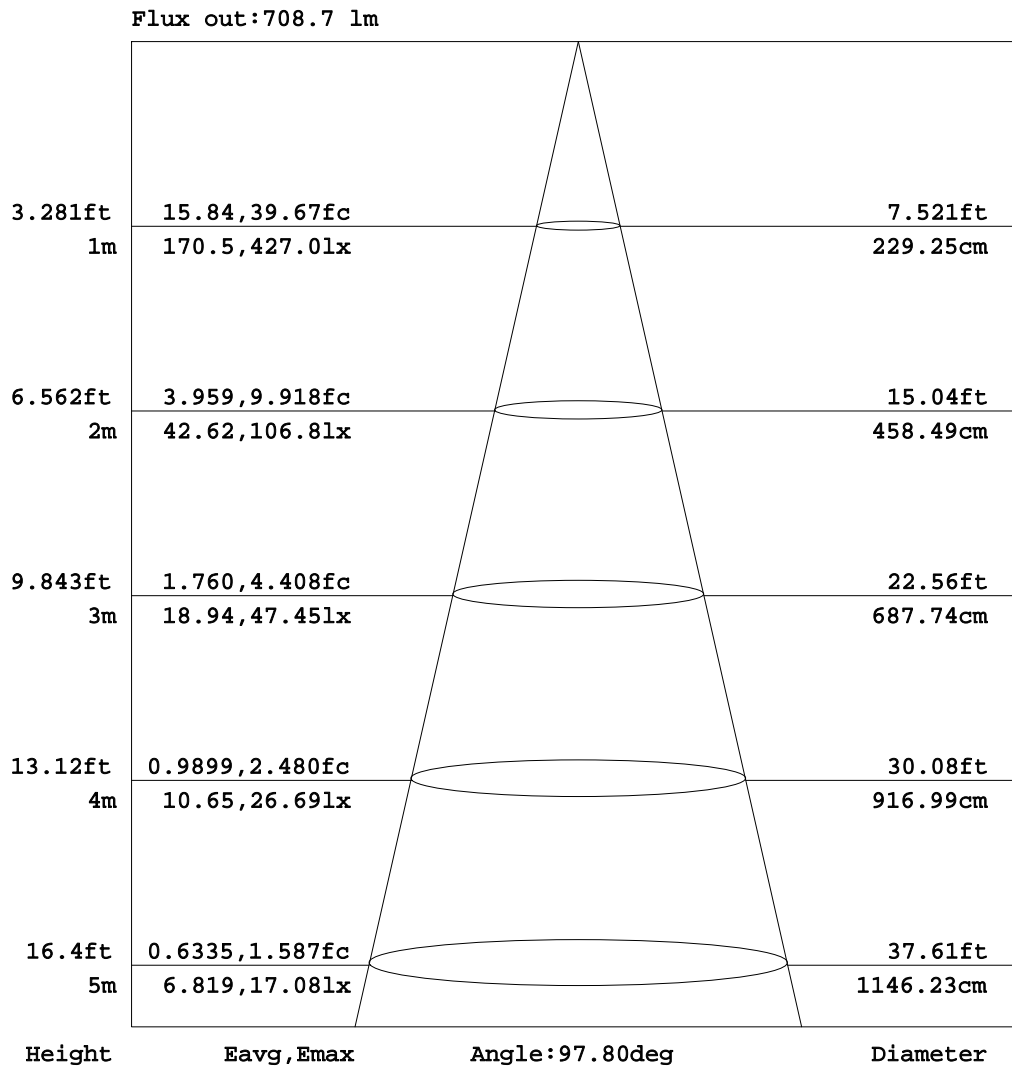 Flux out:708.7 lm
3.281ft 15.84,39.67fc 7.521ft
1m 170.5,427.0lx 229.25cm
6.562ft 3.959,9.918fc 15.04ft
2m 42.62,106.8lx 458.49cm
9.843ft 1.760,4.408fc 22.56ft
3m 18.94,47.45lx 687.74cm
13.12ft 0.9899,2.480fc 30.08ft
4m 10.65,26.69lx 916.99cm
16.4ft 0.6335,1.587fc 37.61ft
5m 6.819,17.08lx 1146.23cm
Height Eavg,Emax Angle:97.80deg Diameter